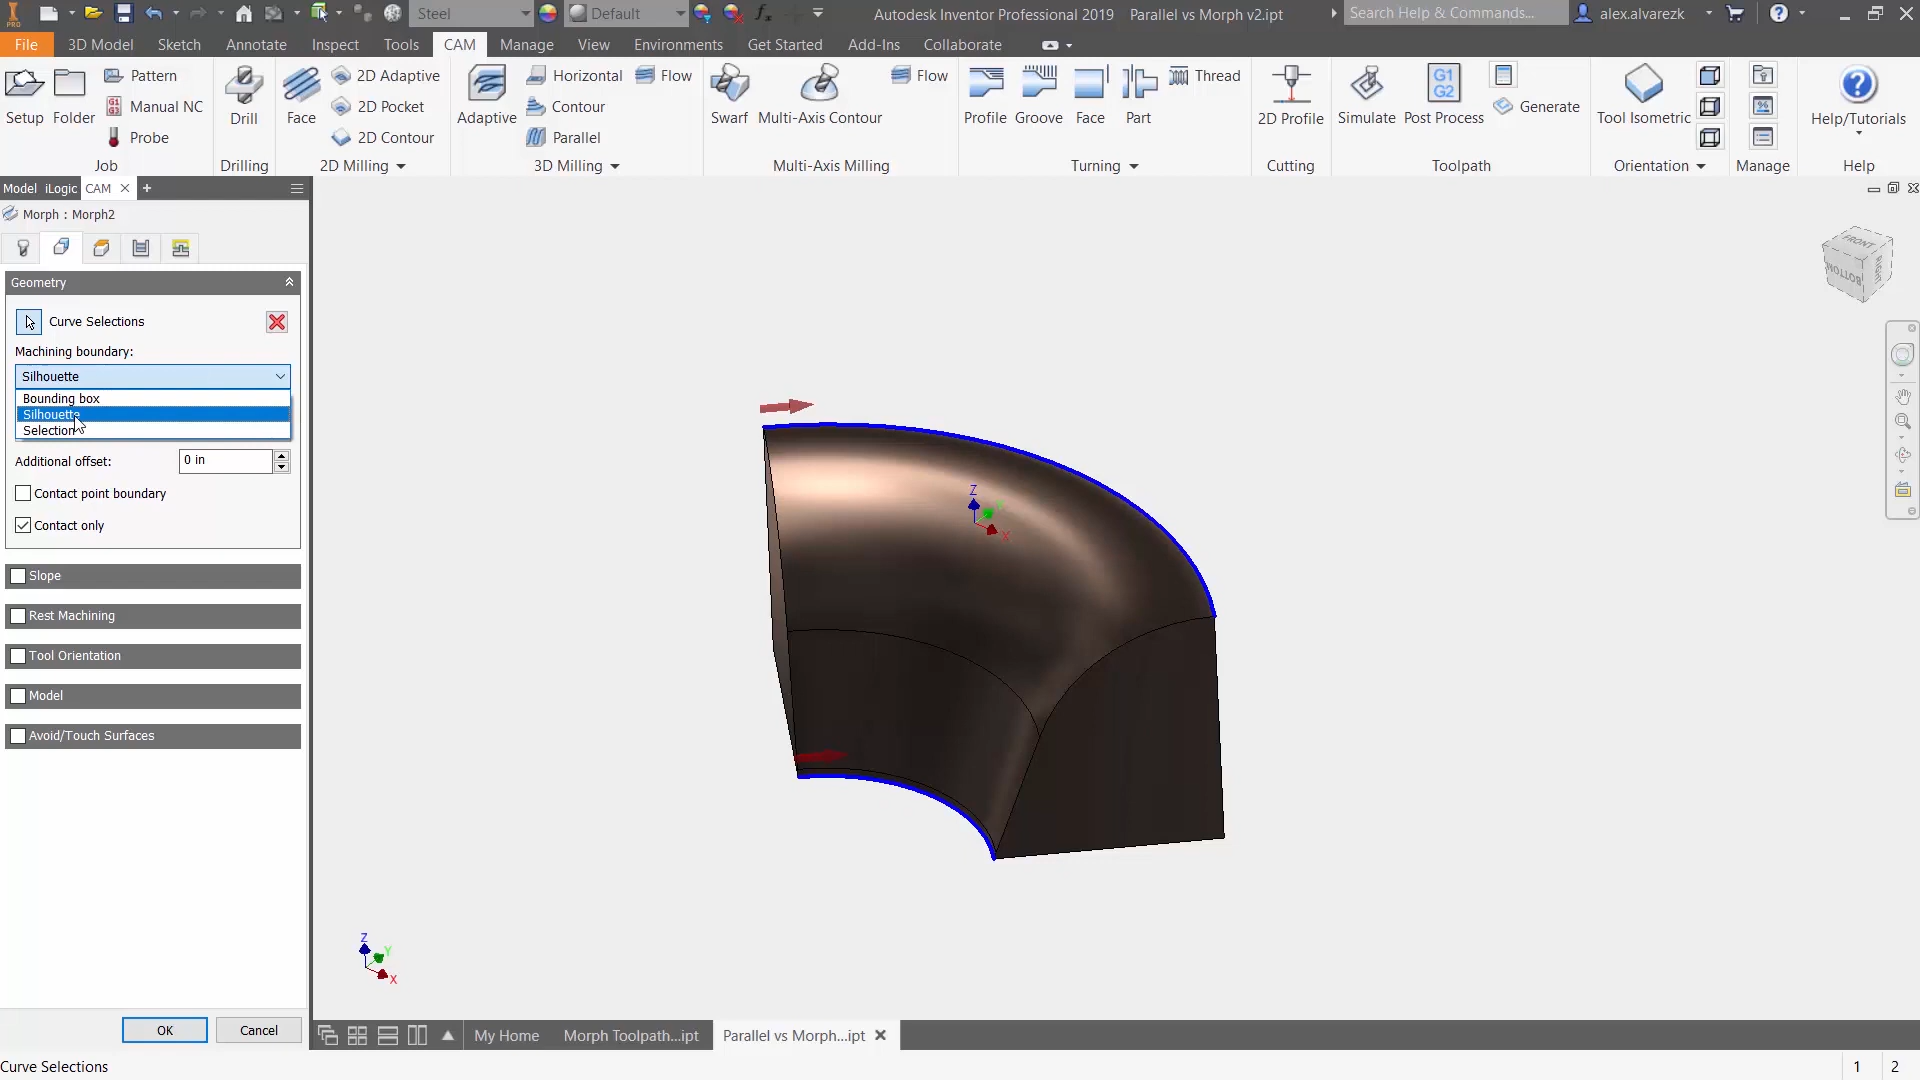 PRO
Steel
Default
Autodesk Inventor Professional 2019 Parallel vs Morph v2.ipt
Search Help & Commands...
alex.alvarezk
File 3D Model Sketch Annotate Inspect Tools CAM Manage View Environments Get Started Add-Ins Collaborate
Setup
Folder
Pattern
Manual NC
Probe
Job
Drill
Drilling
Face
2D Adaptive
2D Pocket
2D Contour
2D Milling
Adaptive
Horizontal
Contour
Parallel
Flow
3D Milling
Swarf
Multi-Axis Contour
Flow
Multi-Axis Milling
Profile
Groove
Face
Part
Thread
Turning
2D Profile
Cutting
Simulate
G1
G2
Post Process
Generate
Toolpath
Tool Isometric
Orientation
Manage
Help/Tutorials
Help
Model iLogic CAM
Morph : Morph2
Geometry
Curve Selections
Machining boundary:
Silhouette
Bounding box
Silhouette
Selection
Additional offset:
0 in
Contact point boundary
Contact only
Slope
Rest Machining
Tool Orientation
Model
Avoid/Touch Surfaces
OK
Cancel
FRONT
BOTTOM
RIGHT
Z
X
Z
Y
X
My Home
Morph Toolpath...ipt
Parallel vs Morph...ipt
Curve Selections
1
2